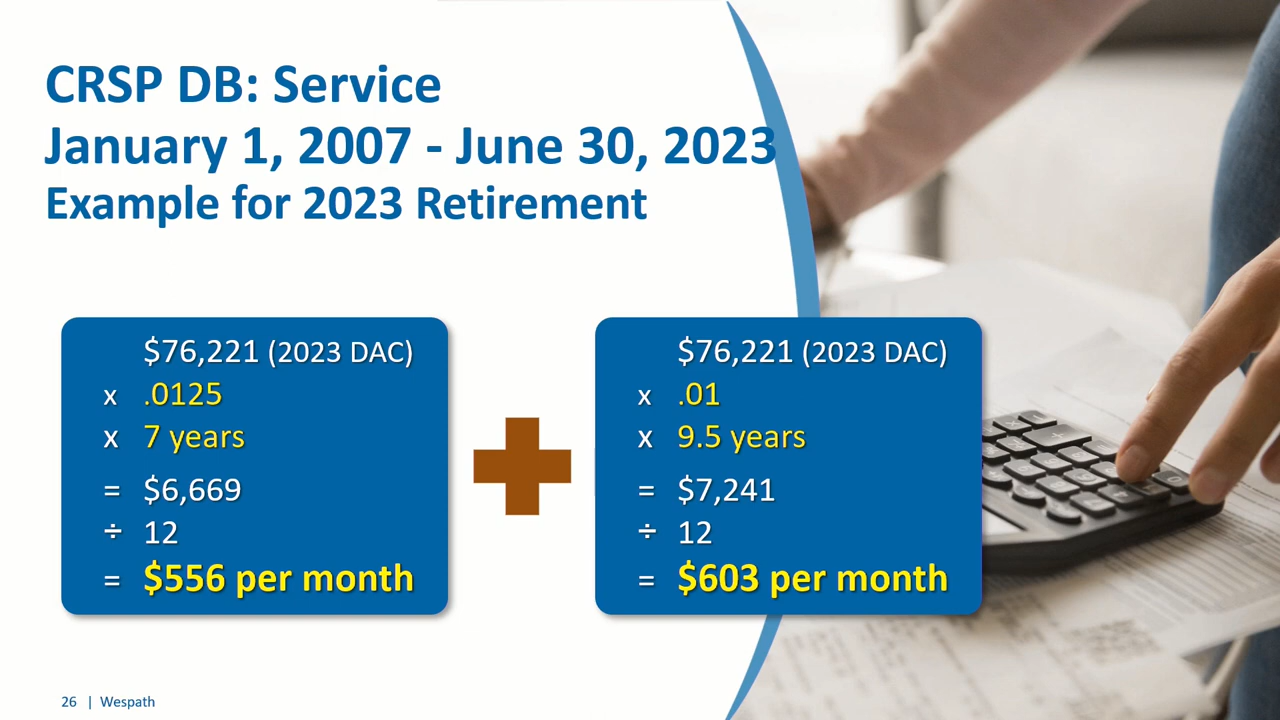 CRSP DB: Service
January 1, 2007 - June 30, 2023
Example for 2023 Retirement
$76,221 (2023 DAC)
x .0125
x 7 years
= $6,669
÷ 12
= $556 per month
$76,221 (2023 DAC)
x .01
x 9.5 years
= $7,241
÷ 12
= $603 per month
26 | Wespath